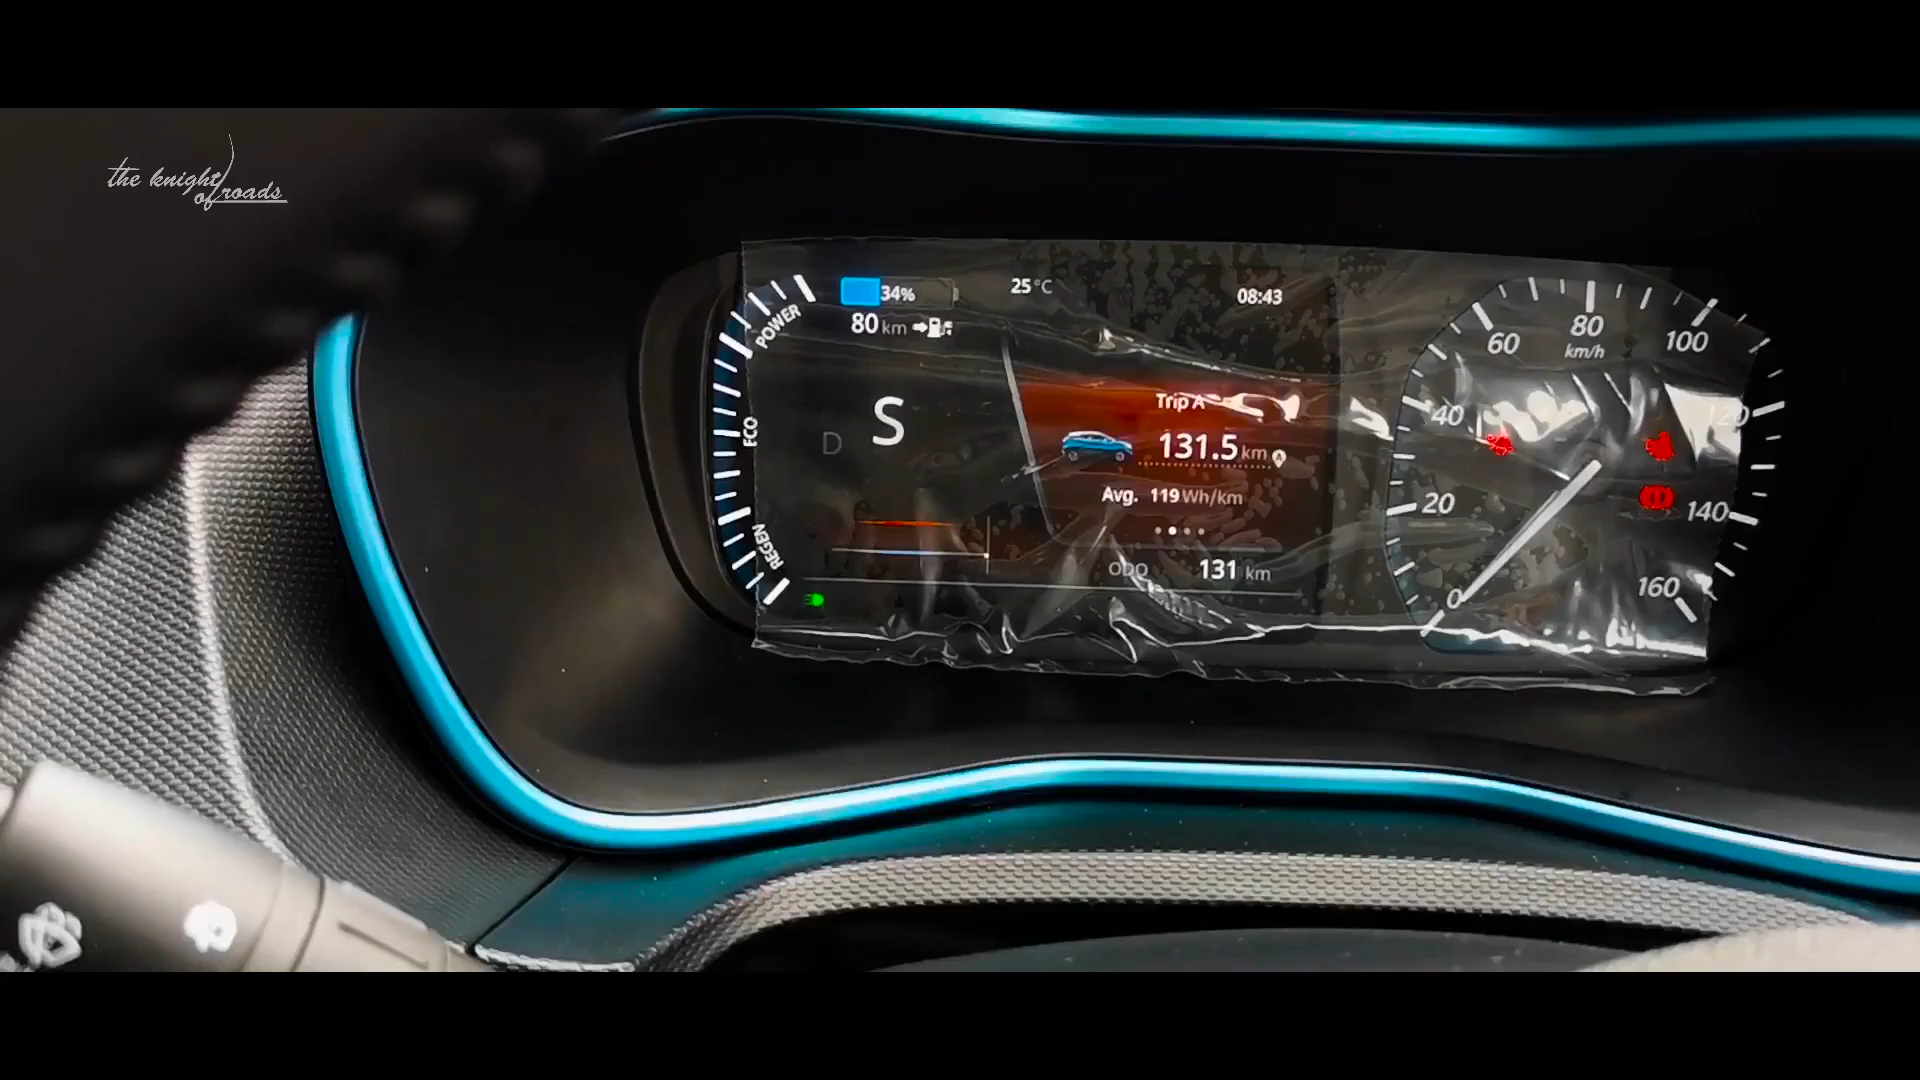 the knight
of roads
34%
25 °C
08:43
80 km
POWER
ECO
REGEN
D S
Trip A
131.5 km
A
Avg. 119 Wh/km
ODO 131 km
0
20
40
60
80
km/h
100
120
140
160